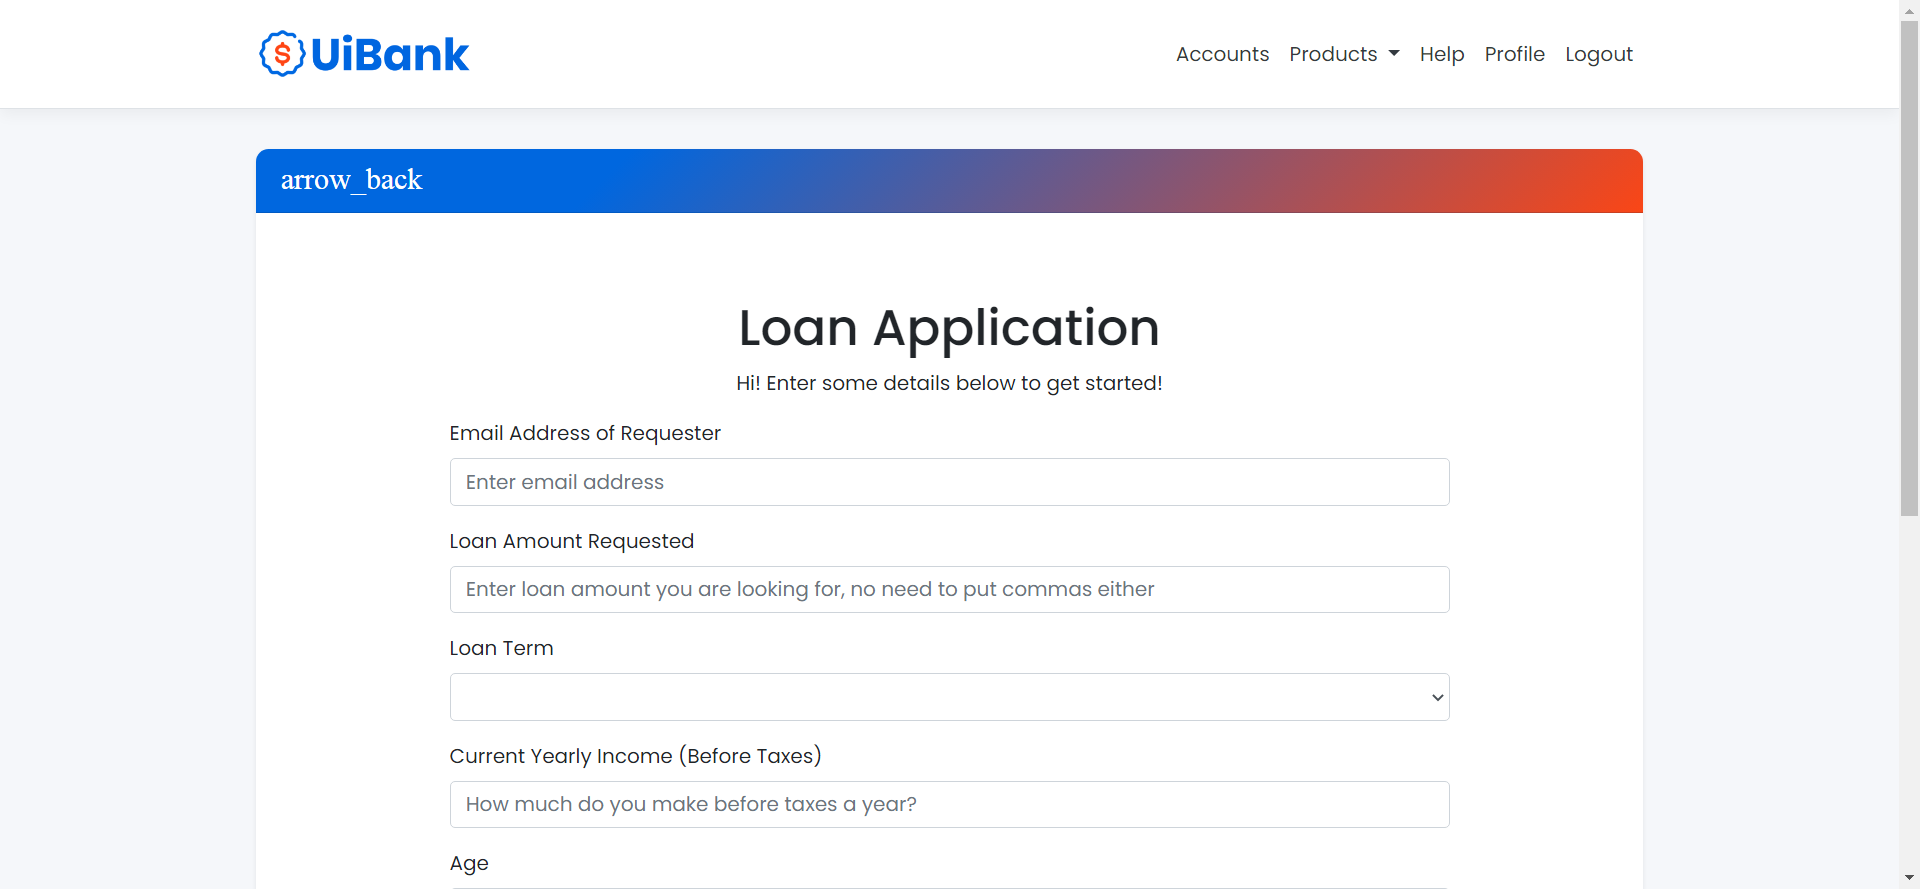 $ UiBank
Accounts Products Help Profile Logout
arrow_back
Loan Application
Hi! Enter some details below to get started!
Email Address of Requester
Enter email address
Loan Amount Requested
Enter loan amount you are looking for, no need to put commas either
Loan Term
Current Yearly Income (Before Taxes)
How much do you make before taxes a year?
Age